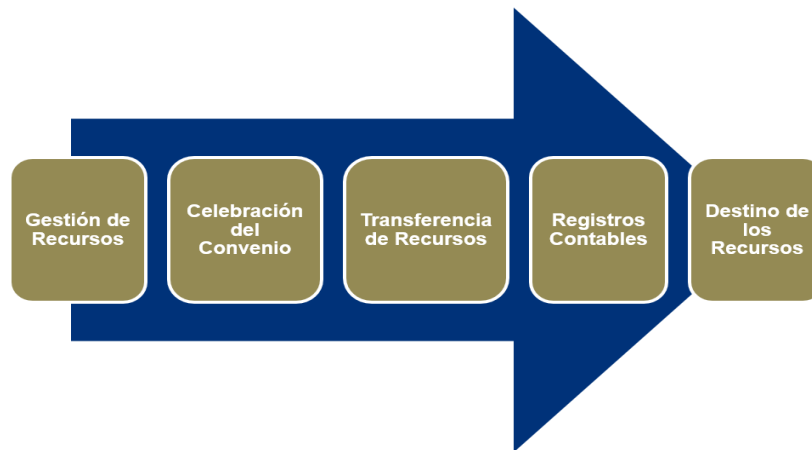 Gestión de
Recursos
Celebración
del
Convenio
Transferencia
de Recursos
Registros
Contables
Destino de
los
Recursos